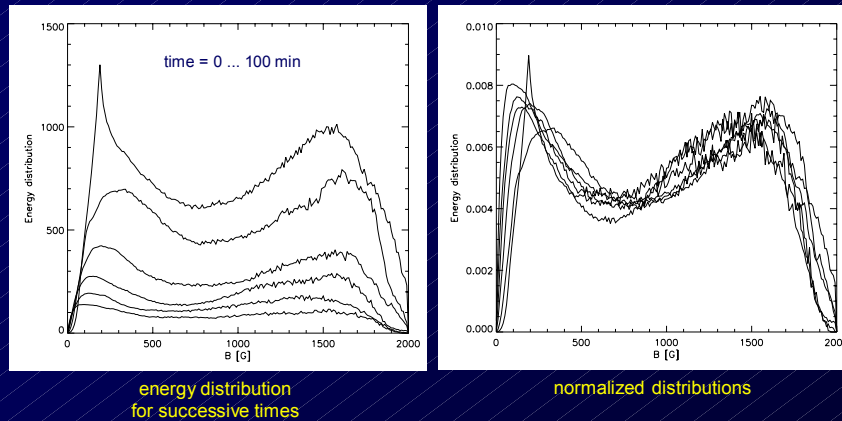 time = 0 ... 100 min
Energy distribution
1500
1000
500
0
0
500
1000
1500
2000
B [G]
energy distribution
for successive times
Energy distribution
0.010
0.008
0.006
0.004
0.002
0.000
0
500
1000
1500
2000
B [G]
normalized distributions